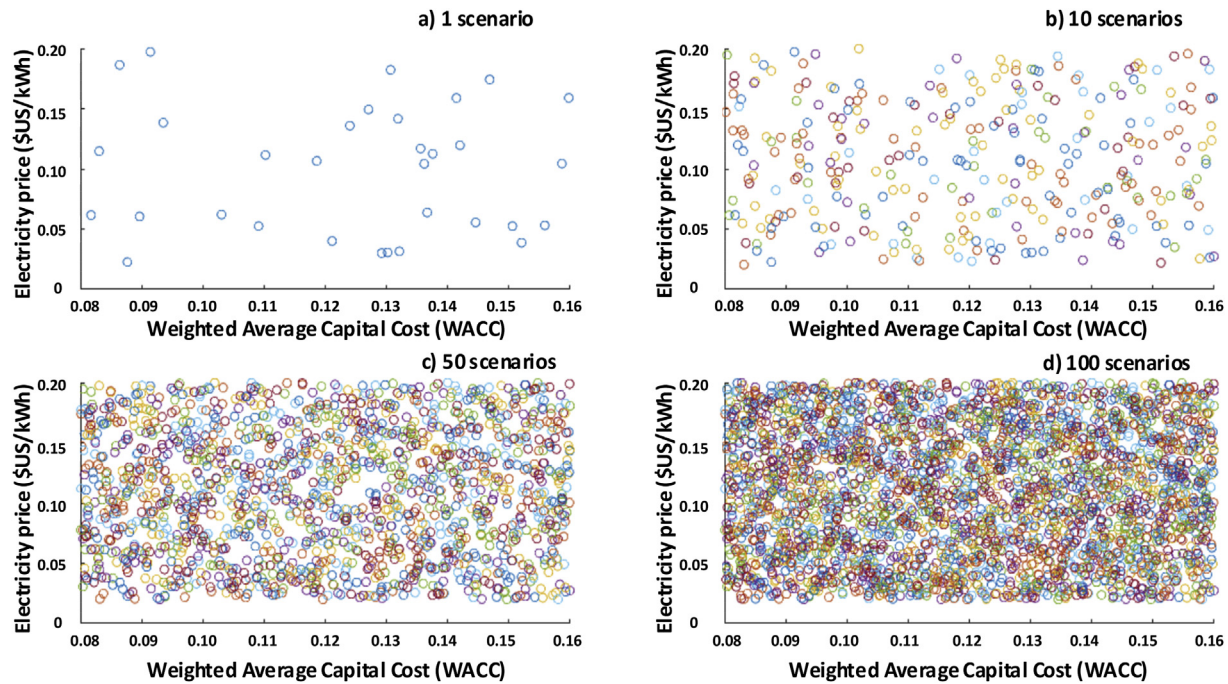 a) 1 scenario
Electricity price ($US/kWh)
0.20
0.15
0.10
0.05
0
0.08 0.09 0.10 0.11 0.12 0.13 0.14 0.15 0.16
Weighted Average Capital Cost (WACC)
b) 10 scenarios
Electricity price ($US/kWh)
0.20
0.15
0.10
0.05
0
0.08 0.09 0.10 0.11 0.12 0.13 0.14 0.15 0.16
Weighted Average Capital Cost (WACC)
c) 50 scenarios
Electricity price ($US/kWh)
0.20
0.15
0.10
0.05
0
0.08 0.09 0.10 0.11 0.12 0.13 0.14 0.15 0.16
Weighted Average Capital Cost (WACC)
d) 100 scenarios
Electricity price ($US/kWh)
0.20
0.15
0.10
0.05
0
0.08 0.09 0.10 0.11 0.12 0.13 0.14 0.15 0.16
Weighted Average Capital Cost (WACC)